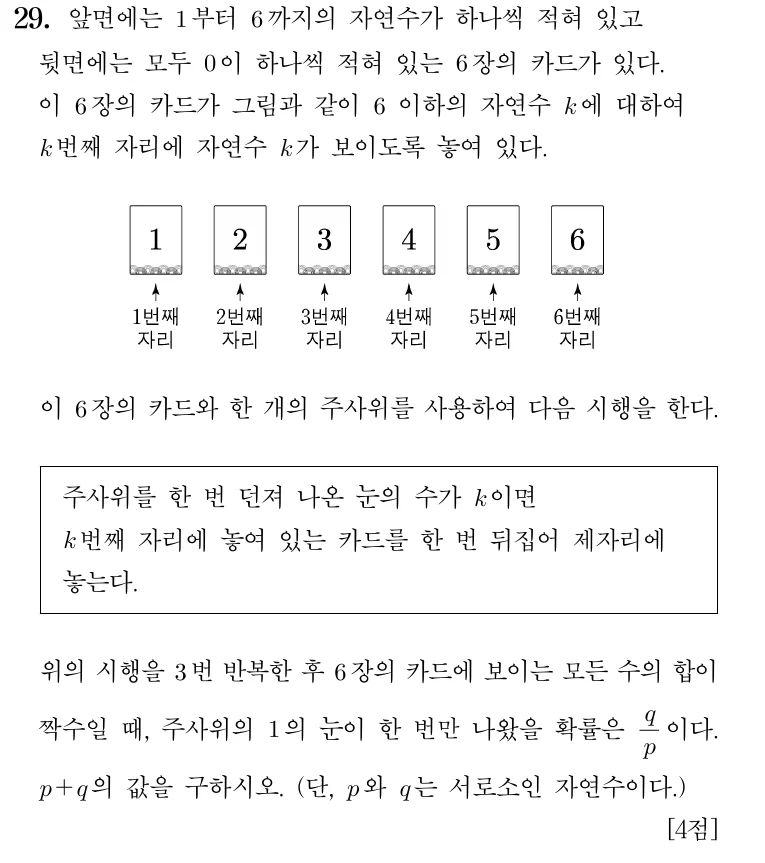 29. 앞면에는 1부터 6까지의 자연수가 하나씩 적혀 있고
뒷면에는 모두 0이 하나씩 적혀 있는 6장의 카드가 있다.
이 6장의 카드가 그림과 같이 6 이하의 자연수 k에 대하여
k번째 자리에 자연수 k가 보이도록 놓여 있다.
1 2 3 4 5 6
1번째 2번째 3번째 4번째 5번째 6번째
자리 자리 자리 자리 자리 자리
이 6장의 카드와 한 개의 주사위를 사용하여 다음 시행을 한다.
주사위를 한 번 던져 나온 눈의 수가 k이면
k번째 자리에 놓여 있는 카드를 한 번 뒤집어 제자리에
놓는다.
위의 시행을 3번 반복한 후 6장의 카드에 보이는 모든 수의 합이
짝수일 때, 주사위의 1의 눈이 한 번만 나왔을 확률은 q/p이다.
p+q의 값을 구하시오. (단, p와 q는 서로소인 자연수이다.)
[4점]